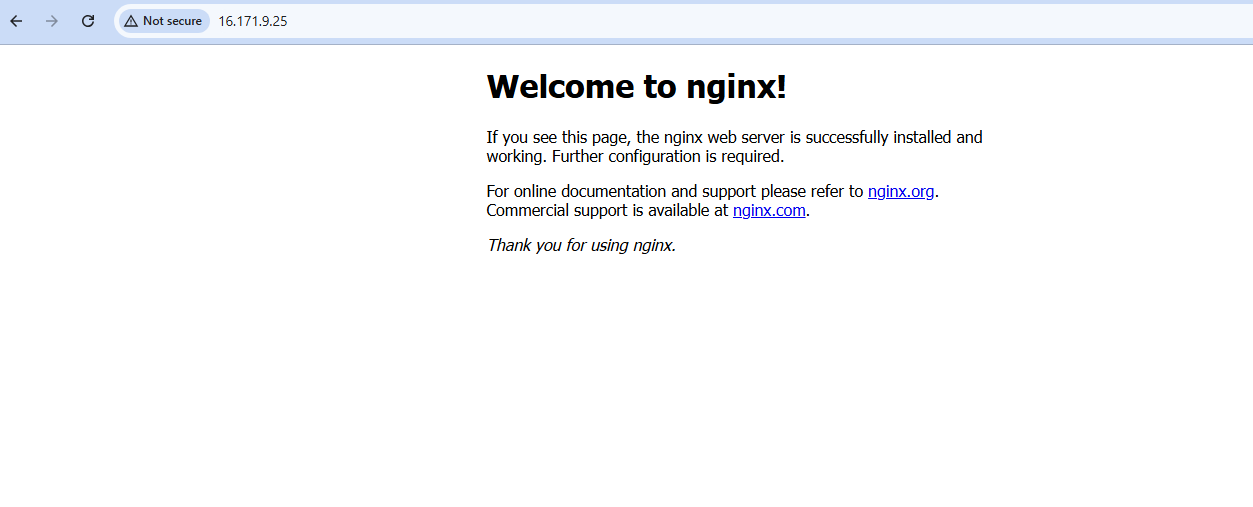 Not secure 16.171.9.25
Welcome to nginx!
If you see this page, the nginx web server is successfully installed and
working. Further configuration is required.
For online documentation and support please refer to nginx.org.
Commercial support is available at nginx.com.
Thank you for using nginx.